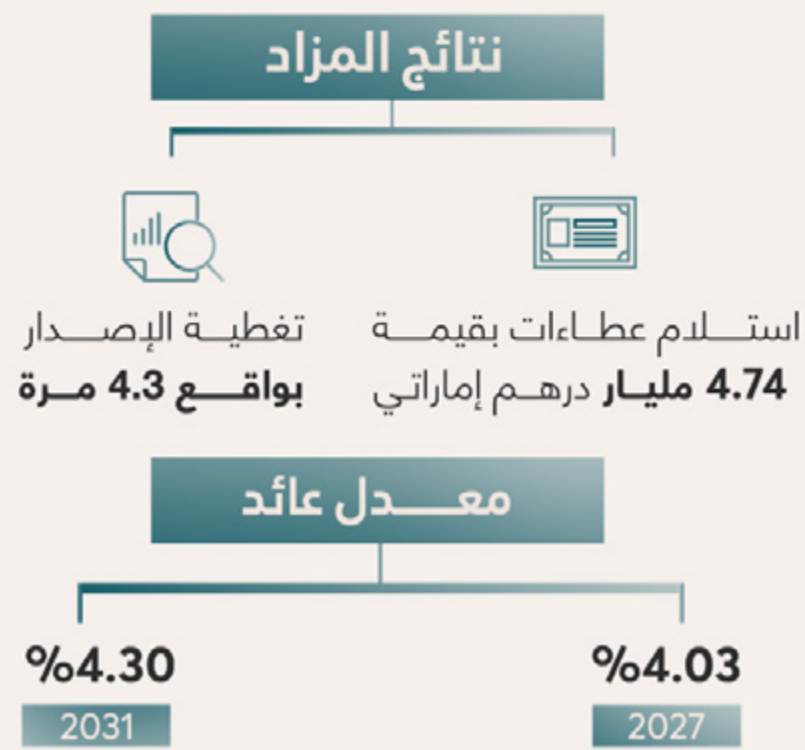 نتائج المزاد
استلام عطاءات بقيمة
4.74 مليار درهم إماراتي
تغطية الإصدار
بواقع 4.3 مرة
معدل عائد
%4.03
2027
%4.30
2031